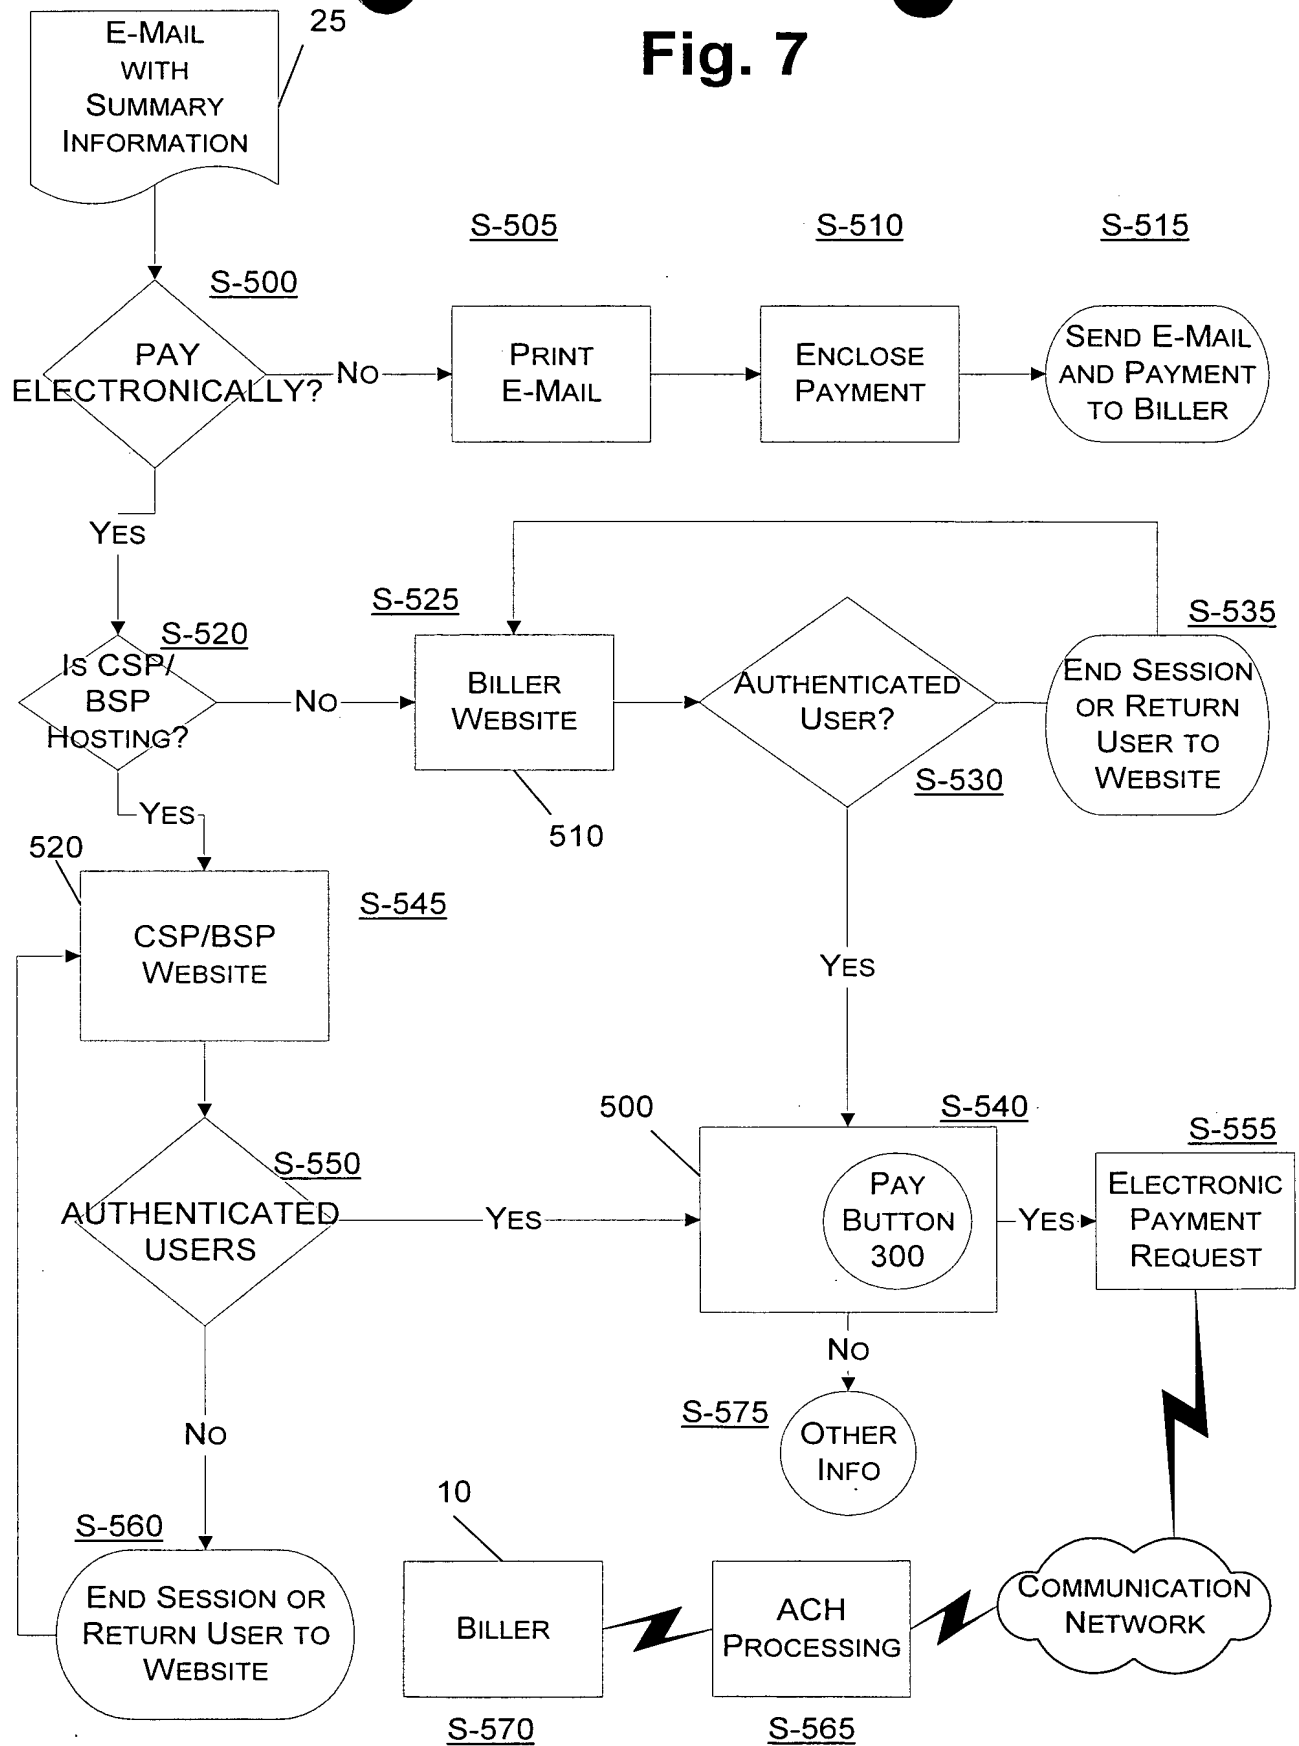 Fig. 7
25
E-MAIL
WITH
SUMMARY
INFORMATION
S-500
S-505
S-510
S-515
PAY
ELECTRONICALLY?
NO
PRINT
E-MAIL
ENCLOSE
PAYMENT
SEND E-MAIL
AND PAYMENT
TO BILLER
YES
S-520
IS CSP/
BSP
HOSTING?
NO
S-525
BILLER
WEBSITE
510
AUTHENTICATED
USER?
S-530
S-535
END SESSION
OR RETURN
USER TO
WEBSITE
YES
520
S-545
CSP/BSP
WEBSITE
YES
S-550
AUTHENTICATED
USERS
YES
500
S-540
PAY
BUTTON
300
YES
S-555
ELECTRONIC
PAYMENT
REQUEST
NO
S-575
OTHER
INFO
NO
S-560
END SESSION OR
RETURN USER TO
WEBSITE
10
BILLER
S-570
ACH
PROCESSING
S-565
COMMUNICATION
NETWORK